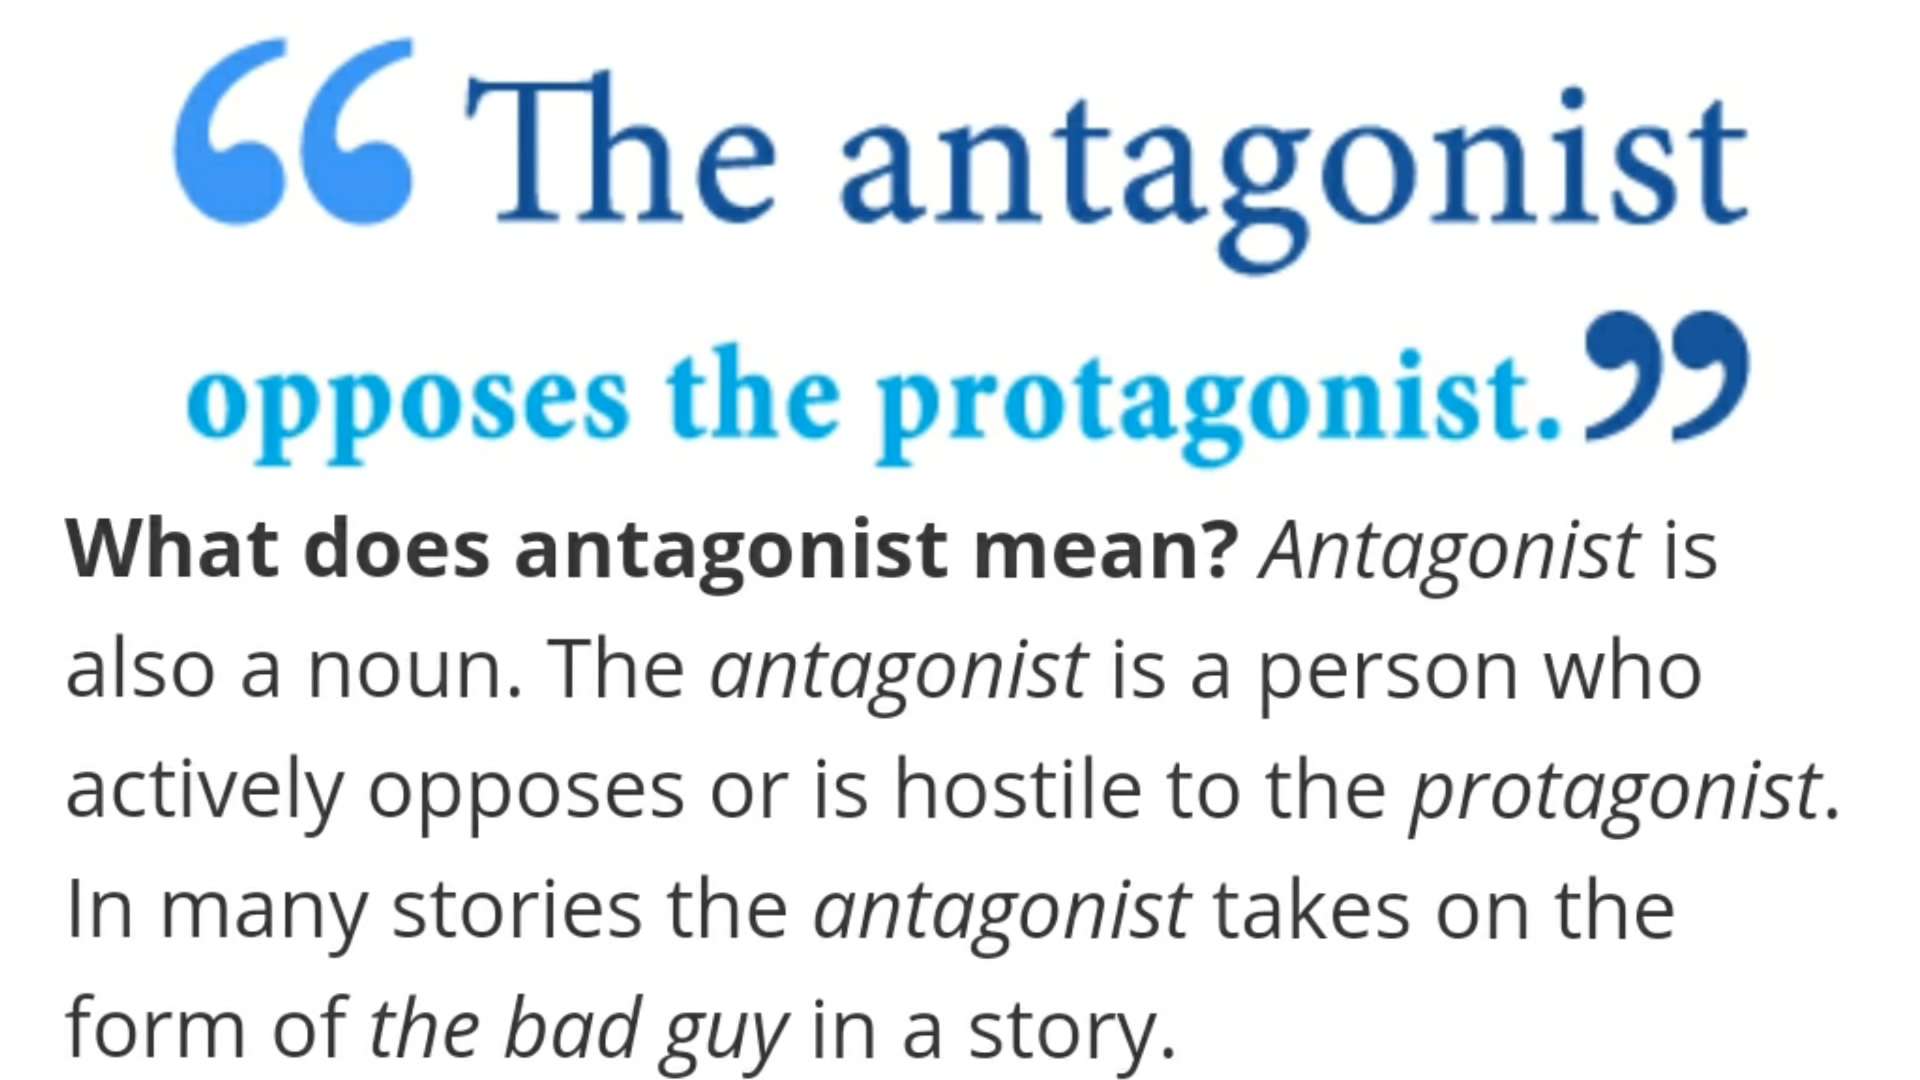 “The antagonist
opposes the protagonist.”
What does antagonist mean? Antagonist is
also a noun. The antagonist is a person who
actively opposes or is hostile to the protagonist.
In many stories the antagonist takes on the
form of the bad guy in a story.